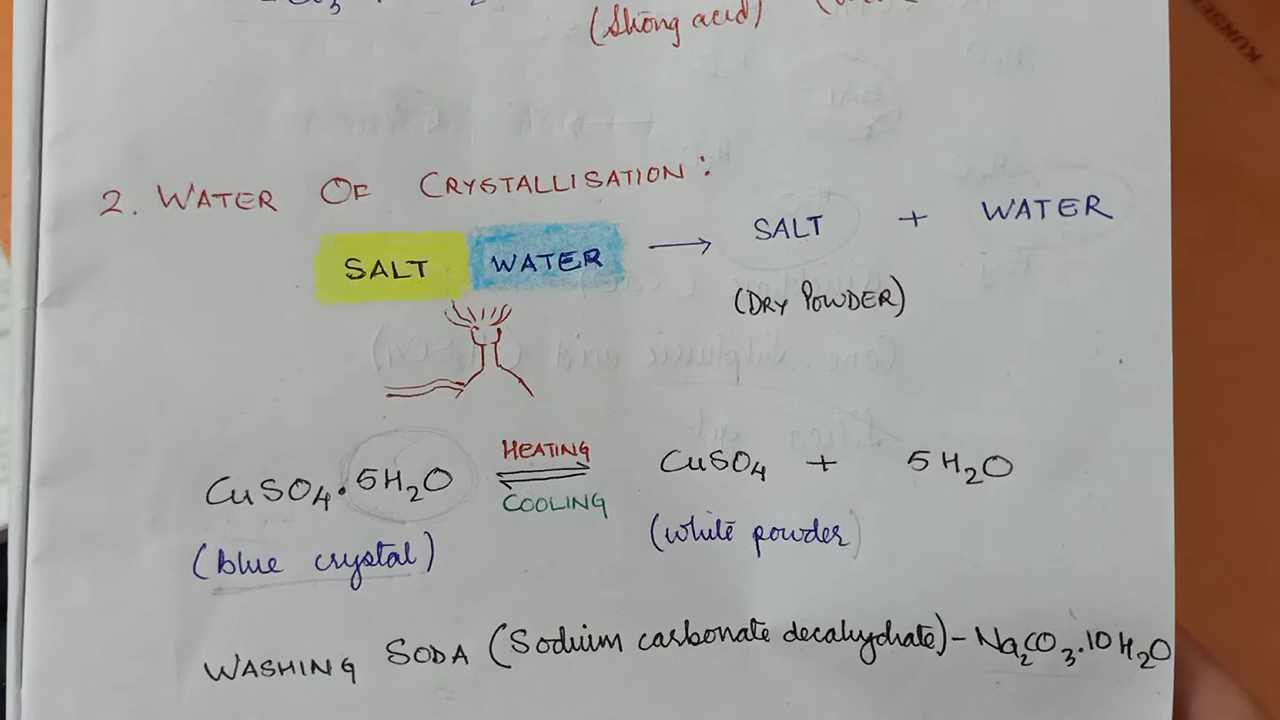 (Strong acid)
2. WATER OF CRYSTALLISATION:
SALT WATER → SALT + WATER
(DRY POWDER)
HEATING
CuSO4.5H2O ⇌ CuSO4 + 5H2O
COOLING
(blue crystal) (white powder)
WASHING SODA (Sodium carbonate decahydrate) - Na2CO3.10H2O